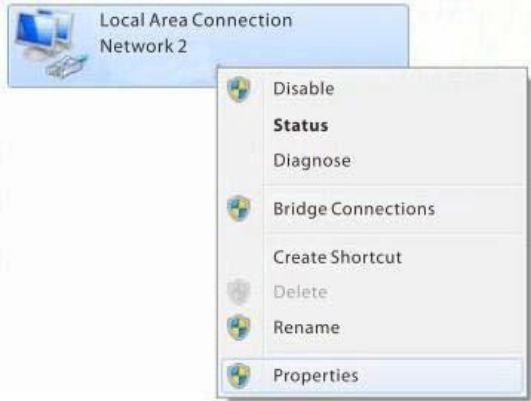 Local Area Connection
Network 2
Disable
Status
Diagnose
Bridge Connections
Create Shortcut
Delete
Rename
Properties